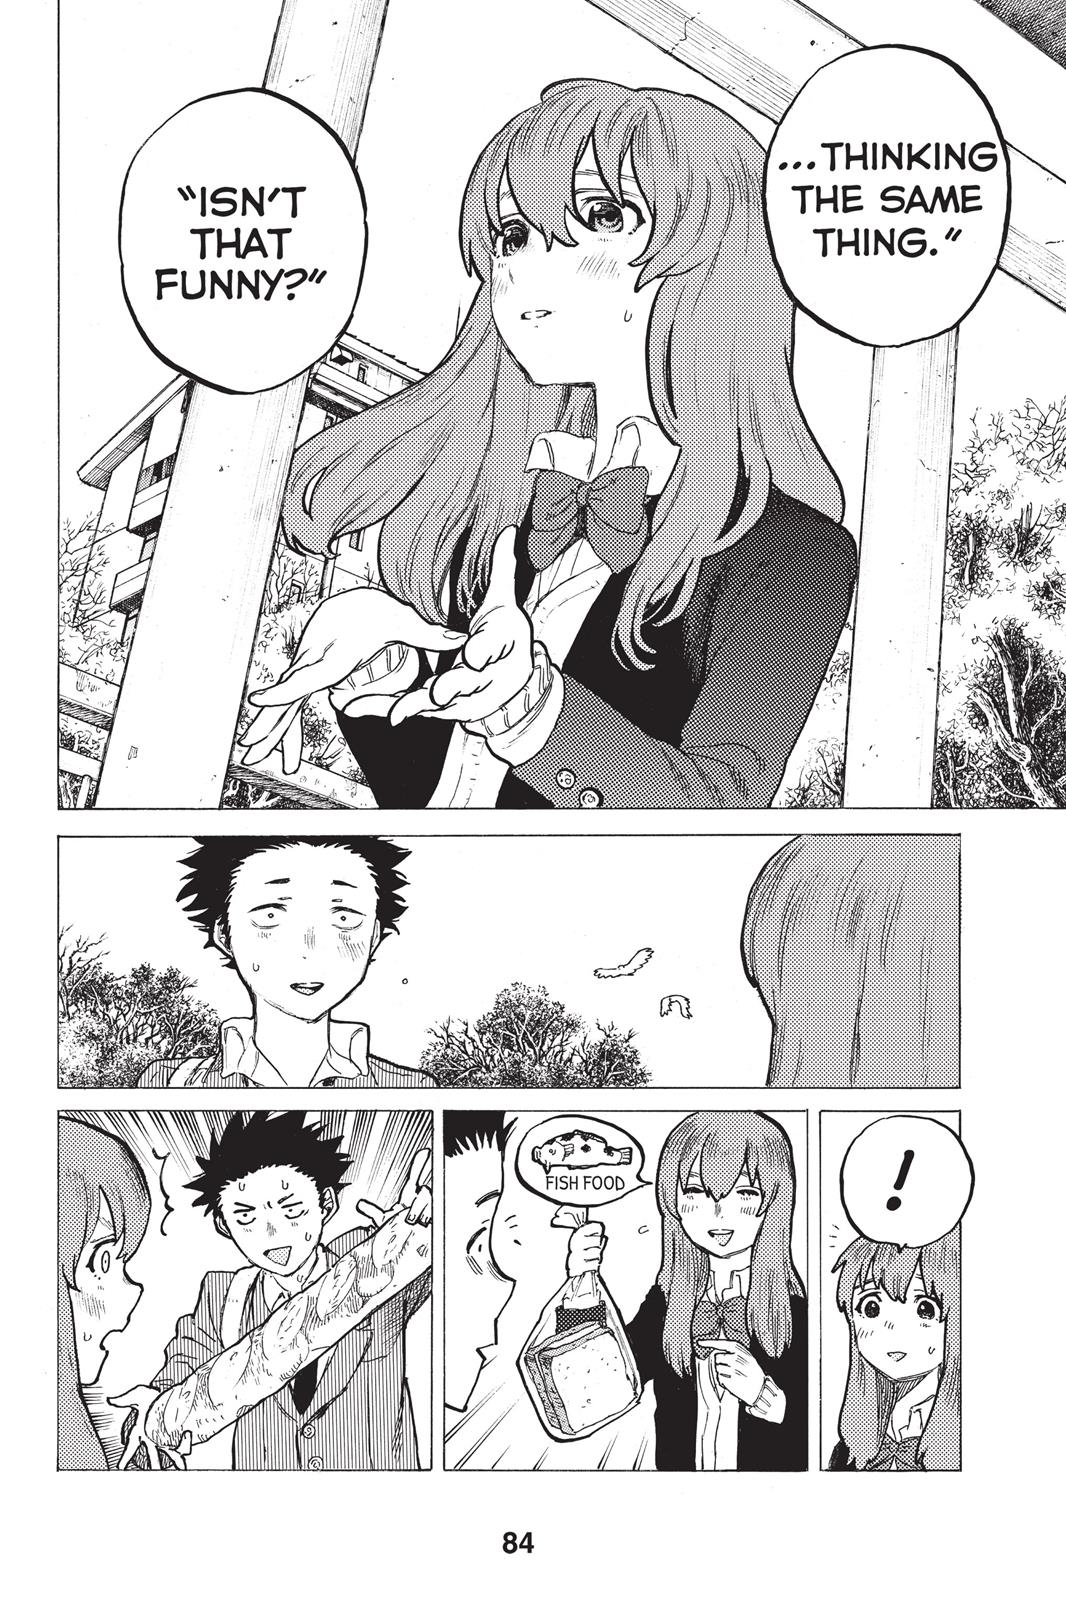 ...THINKING
THE SAME
THING."
"ISN'T
THAT
FUNNY?"
!
FISH FOOD
84